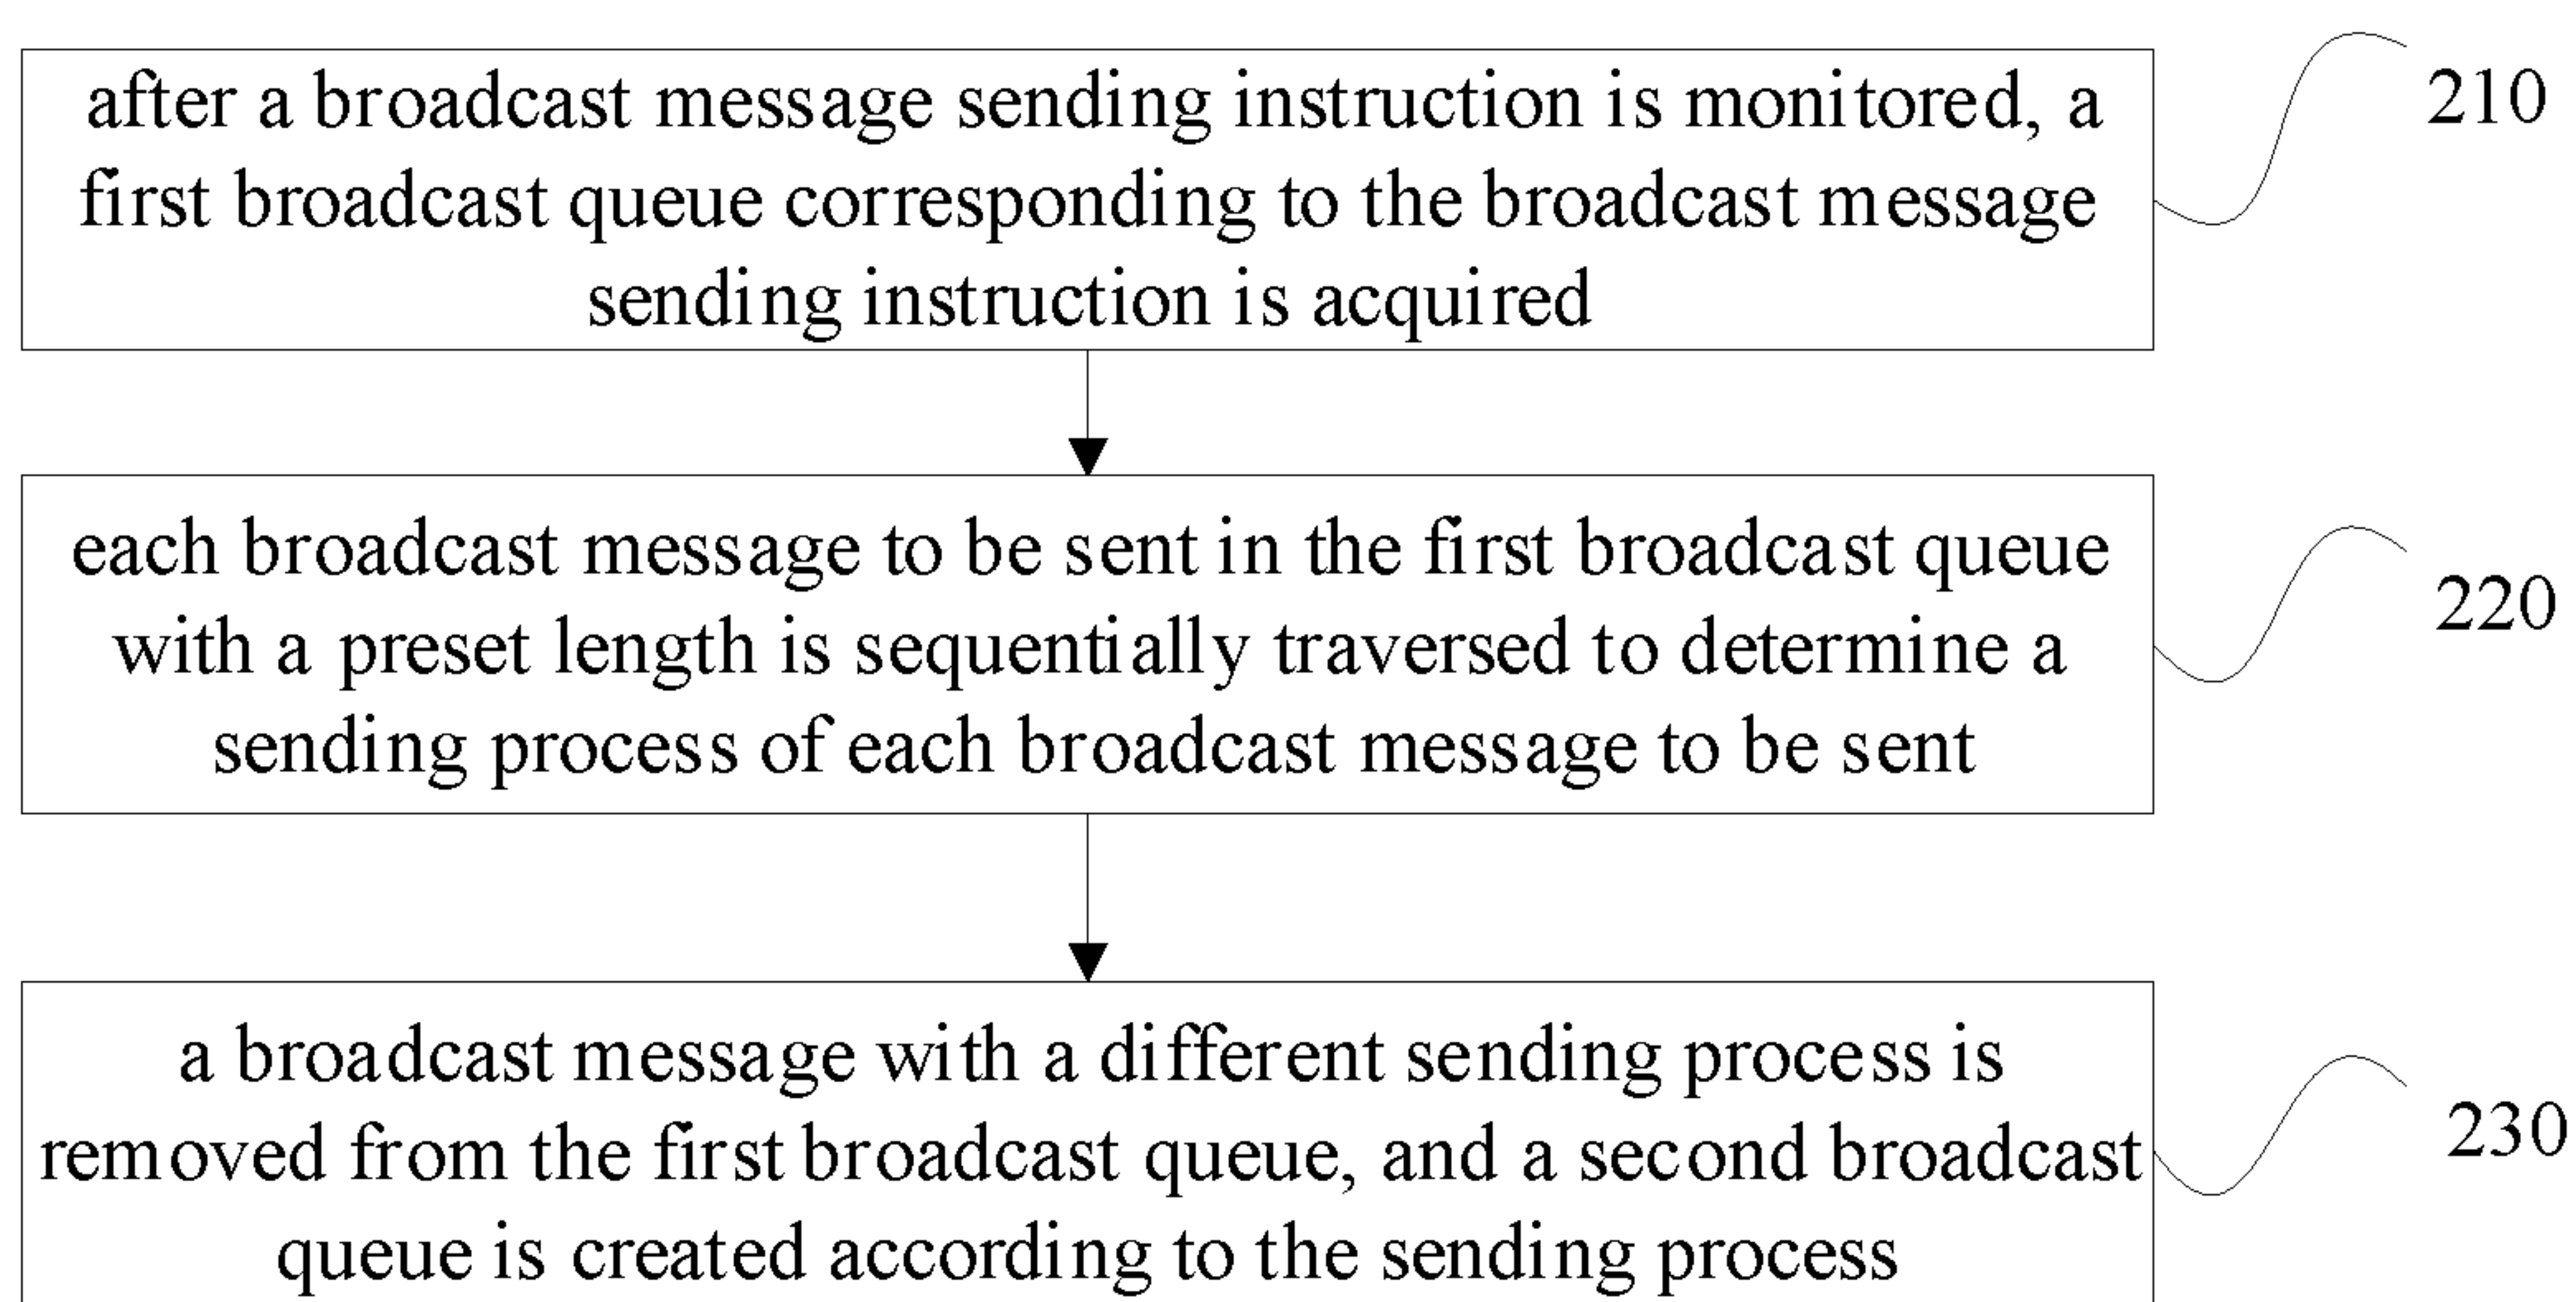 after a broadcast message sending instruction is monitored, a
first broadcast queue corresponding to the broadcast message
sending instruction is acquired
210
each broadcast message to be sent in the first broadcast queue
with a preset length is sequentially traversed to determine a
sending process of each broadcast message to be sent
220
a broadcast message with a different sending process is
removed from the first broadcast queue, and a second broadcast
queue is created according to the sending process
230